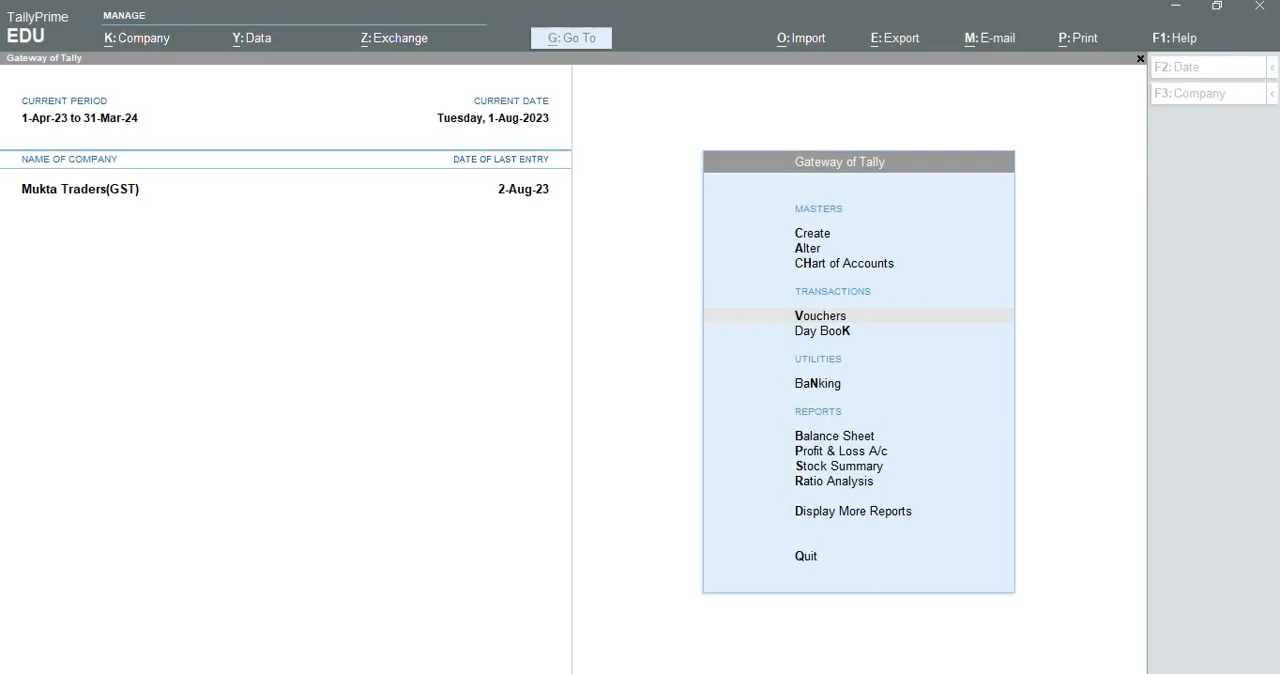 TallyPrime
EDU
MANAGE
K: Company Y: Data Z: Exchange G: Go To O: Import E: Export M: E-mail P: Print F1: Help
Gateway of Tally
F2: Date
F3: Company
CURRENT PERIOD CURRENT DATE
1-Apr-23 to 31-Mar-24 Tuesday, 1-Aug-2023
NAME OF COMPANY DATE OF LAST ENTRY
Mukta Traders(GST) 2-Aug-23
Gateway of Tally
MASTERS
Create
Alter
CHart of Accounts
TRANSACTIONS
Vouchers
Day BooK
UTILITIES
BaNking
REPORTS
Balance Sheet
Profit & Loss A/c
Stock Summary
Ratio Analysis
Display More Reports
Quit